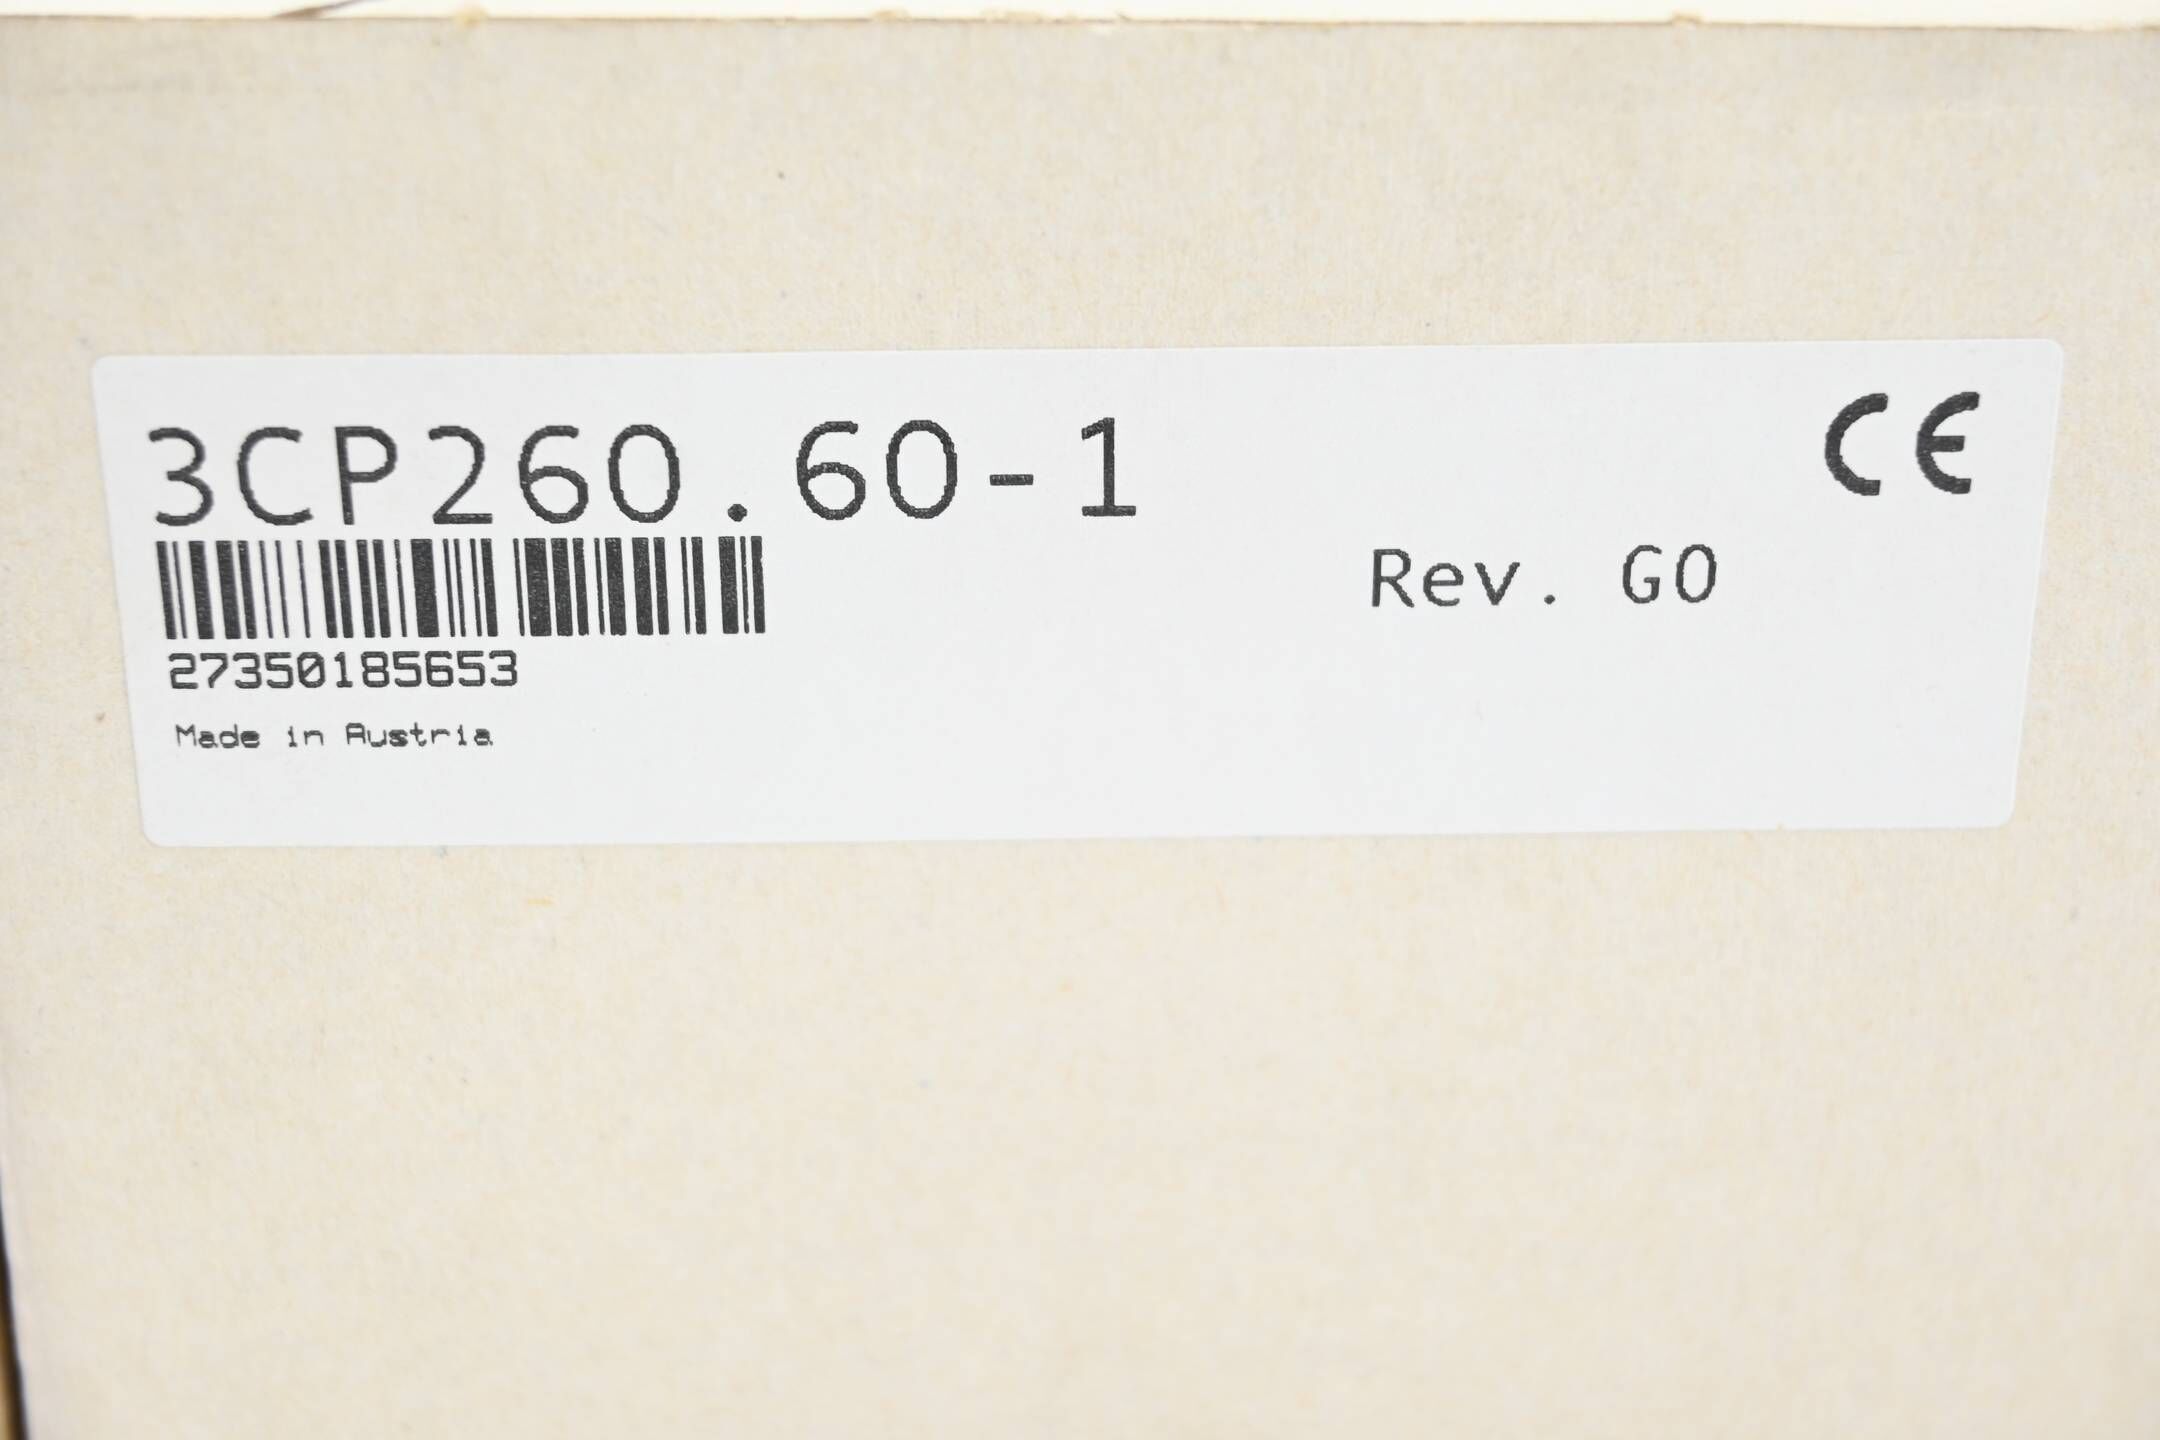 3CP260.60-1
CE
Rev. G0
27350185653
Made in Austria